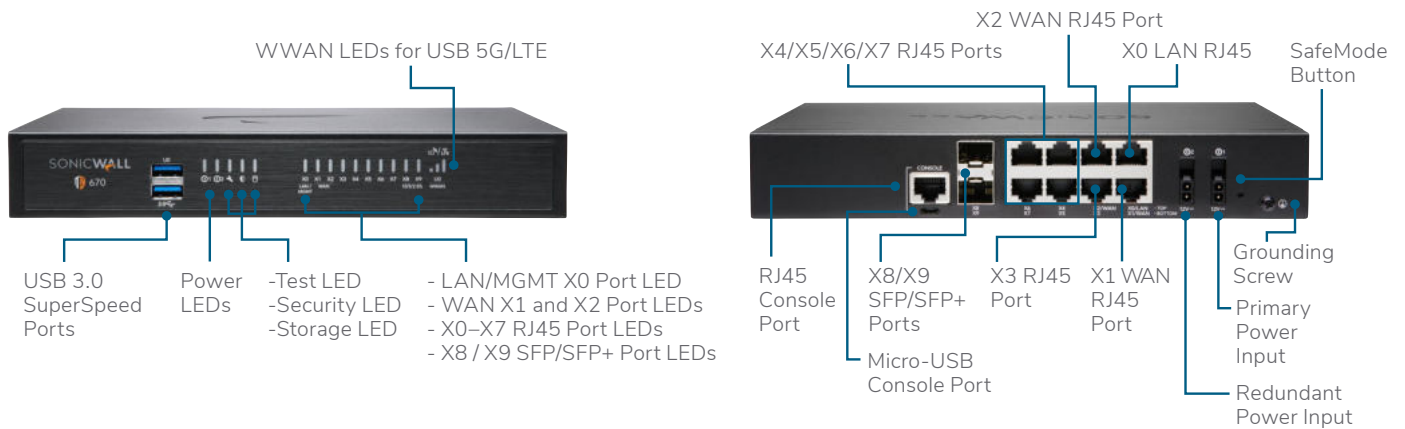 WWAN LEDs for USB 5G/LTE
SONICWALL
670
USB 3.0
SuperSpeed
Ports
Power
LEDs
-Test LED
-Security LED
-Storage LED
- LAN/MGMT X0 Port LED
- WAN X1 and X2 Port LEDs
- X0–X7 RJ45 Port LEDs
- X8 / X9 SFP/SFP+ Port LEDs
X2 WAN RJ45 Port
X4/X5/X6/X7 RJ45 Ports
X0 LAN RJ45
SafeMode
Button
CONSOLE
RJ45
Console
Port
X8/X9
SFP/SFP+
Ports
Micro-USB
Console Port
X3 RJ45
Port
X1 WAN
RJ45
Port
Grounding
Screw
Primary
Power
Input
Redundant
Power Input